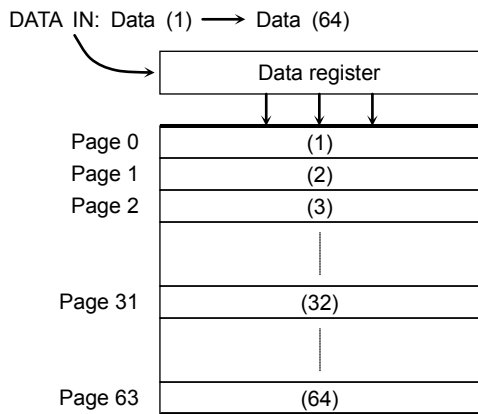 DATA IN: Data (1) Data (64)
Data register
Page 0 (1)
Page 1 (2)
Page 2 (3)
Page 31 (32)
Page 63 (64)